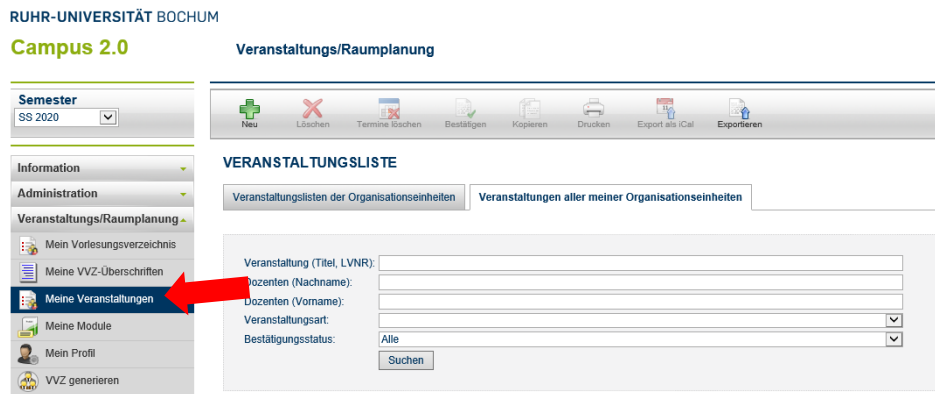 RUHR-UNIVERSITÄT BOCHUM
Campus 2.0
Veranstaltungs/Raumplanung
Semester
SS 2020
Neu Löschen Termine löschen Bestätigen Kopieren Drucken Export als iCal Exportieren
Information
Administration
Veranstaltungs/Raumplanung
Mein Vorlesungsverzeichnis
Meine VVZ-Überschriften
Meine Veranstaltungen
Meine Module
Mein Profil
VVZ generieren
VERANSTALTUNGSLISTE
Veranstaltungslisten der Organisationseinheiten Veranstaltungen aller meiner Organisationseinheiten
Veranstaltung (Titel, LVNR):
Dozenten (Nachname):
Dozenten (Vorname):
Veranstaltungsart:
Bestätigungsstatus: Alle
Suchen